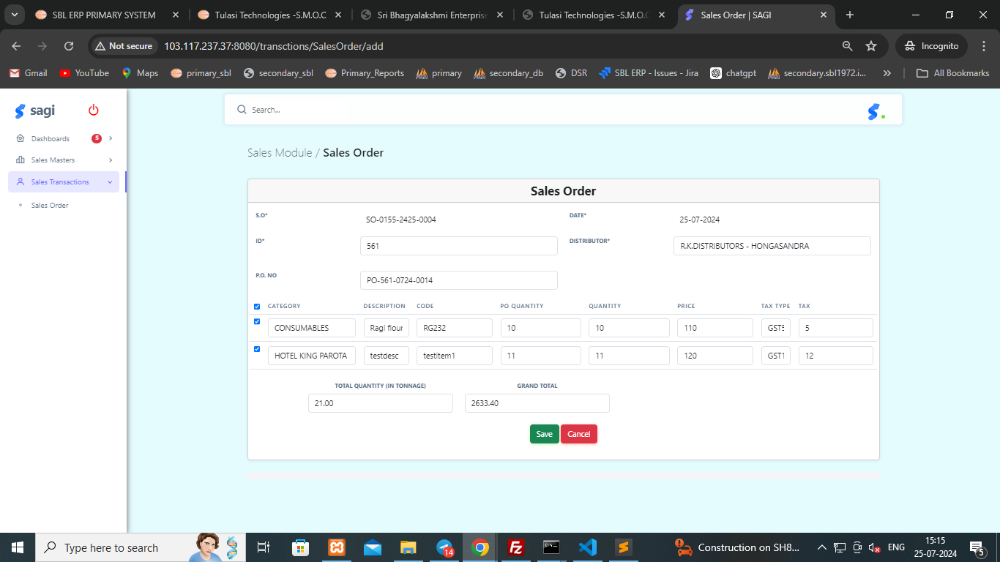 SBL ERP PRIMARY SYSTEM
Tulasi Technologies -S.M.O.C
Sri Bhagyalakshmi Enterprise
Tulasi Technologies -S.M.O.C
Sales Order | SAGI
Not secure
103.117.237.37:8080/transctions/SalesOrder/add
Incognito
Gmail
YouTube
Maps
primary_sbl
secondary_sbl
Primary_Reports
primary
secondary_db
DSR
SBL ERP - Issues - Jira
chatgpt
secondary.sbl1972.i...
All Bookmarks
sagi
Search...
Dashboards 5
Sales Masters
Sales Transactions
Sales Order
Sales Module / Sales Order
Sales Order
S.O* SO-0155-2425-0004 DATE* 25-07-2024
ID* 561 DISTRIBUTOR* R.K.DISTRIBUTORS - HONGASANDRA
P.O. NO PO-561-0724-0014
CATEGORY DESCRIPTION CODE PO QUANTITY QUANTITY PRICE TAX TYPE TAX
CONSUMABLES Ragi flour RG232 10 10 110 GST5 5
HOTEL KING PAROTA testdesc testitem1 11 11 120 GST1 12
TOTAL QUANTITY (IN TONNAGE) GRAND TOTAL
21.00 2633.40
Save Cancel
Type here to search
14
Construction on SH8...
ENG
15:15
25-07-2024
5